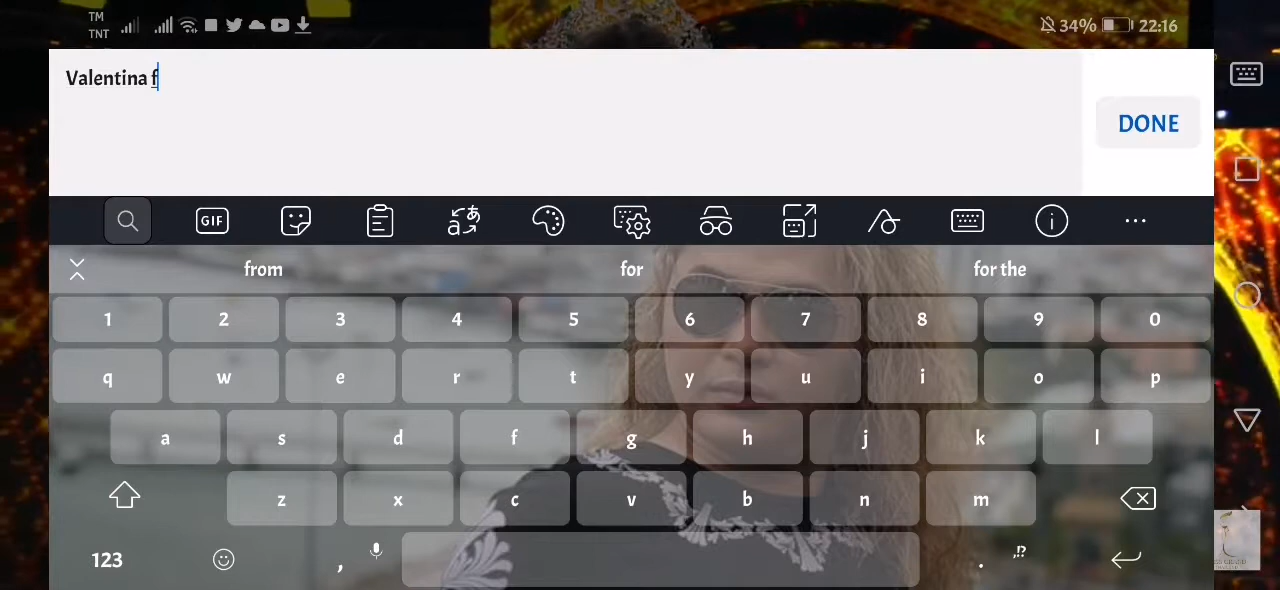 TM
TNT
34% 22:16
Valentina f
DONE
GIF
a あ
from for for the
1 2 3 4 5 6 7 8 9 0
q w e r t y u i o p
a s d f g h j k l
z x c v b n m
123 , . ,!?